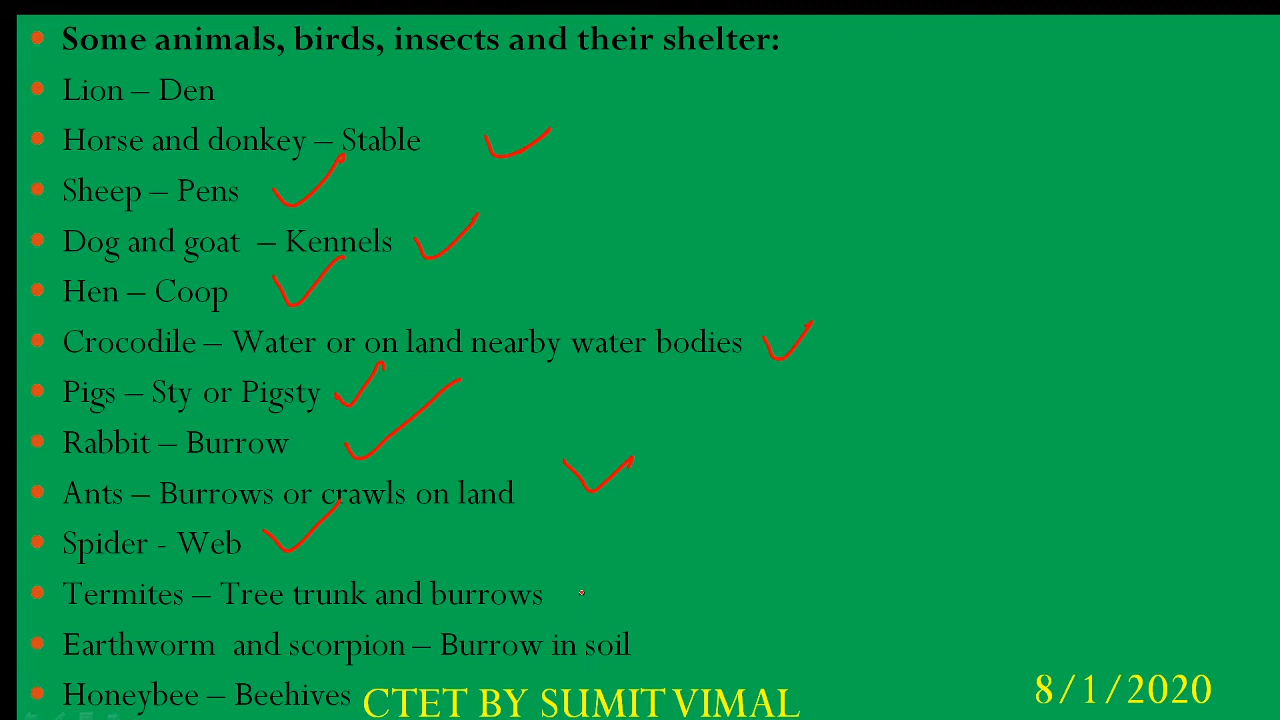 Some animals, birds, insects and their shelter:
Lion – Den
Horse and donkey – Stable
Sheep – Pens
Dog and goat – Kennels
Hen – Coop
Crocodile – Water or on land nearby water bodies
Pigs – Sty or Pigsty
Rabbit – Burrow
Ants – Burrows or crawls on land
Spider - Web
Termites – Tree trunk and burrows
Earthworm and scorpion – Burrow in soil
Honeybee – Beehives
CTET BY SUMIT VIMAL
8/1/2020